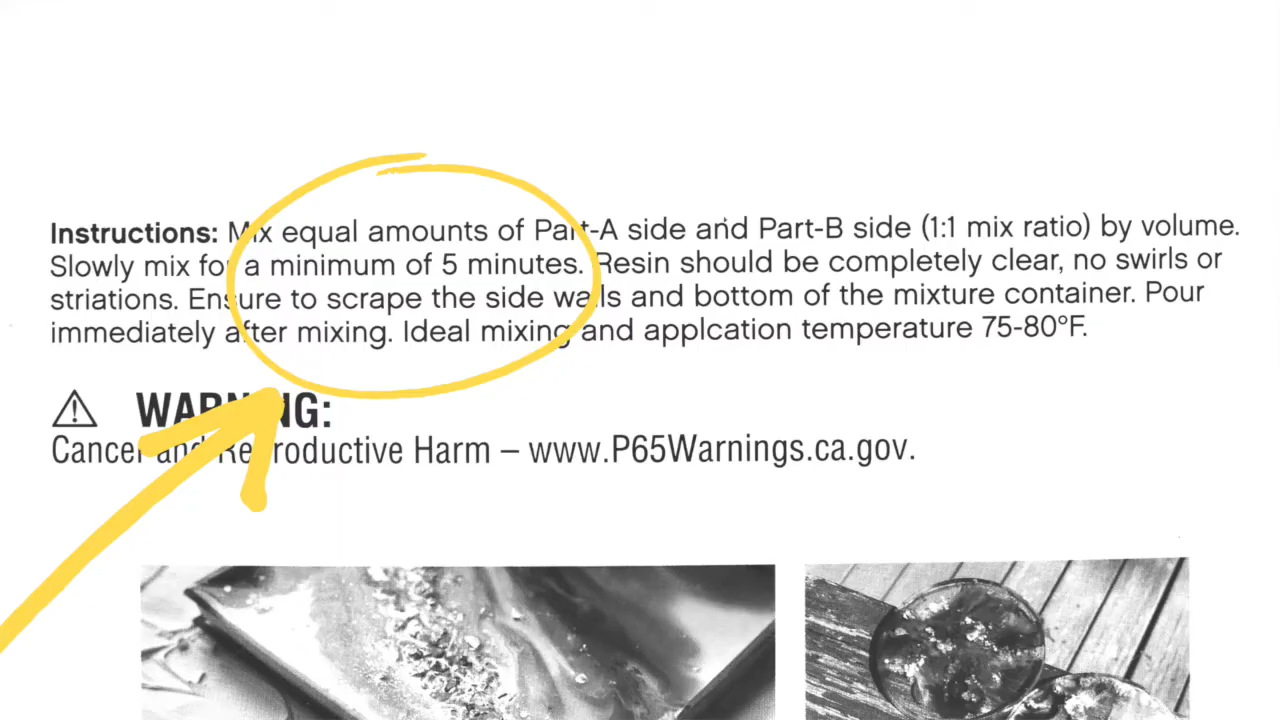 Instructions: Mix equal amounts of Part-A side and Part-B side (1:1 mix ratio) by volume.
Slowly mix for a minimum of 5 minutes. Resin should be completely clear, no swirls or
striations. Ensure to scrape the side walls and bottom of the mixture container. Pour
immediately after mixing. Ideal mixing and applcation temperature 75-80°F.
WARNING:
Cancer and Reproductive Harm – www.P65Warnings.ca.gov.